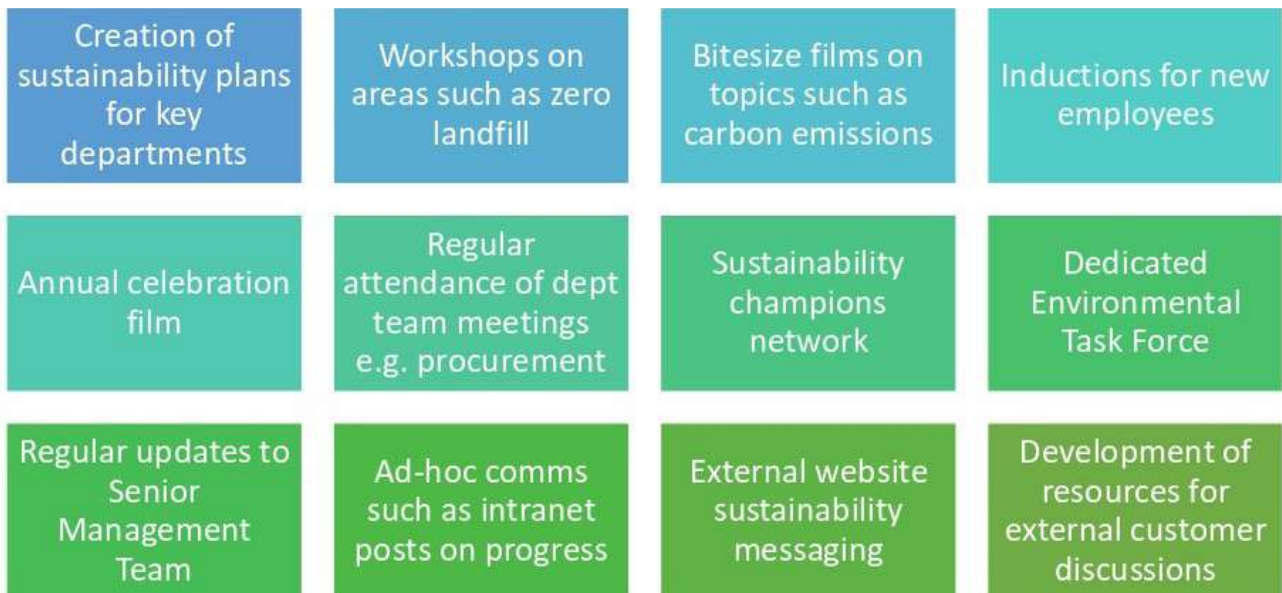 Creation of
sustainability plans
for key
departments
Workshops on
areas such as zero
landfill
Bitesize films on
topics such as
carbon emissions
Inductions for new
employees
Annual celebration
film
Regular
attendance of dept
team meetings
e.g. procurement
Sustainability
champions
network
Dedicated
Environmental
Task Force
Regular updates to
Senior
Management
Team
Ad-hoc comms
such as intranet
posts on progress
External website
sustainability
messaging
Development of
resources for
external customer
discussions